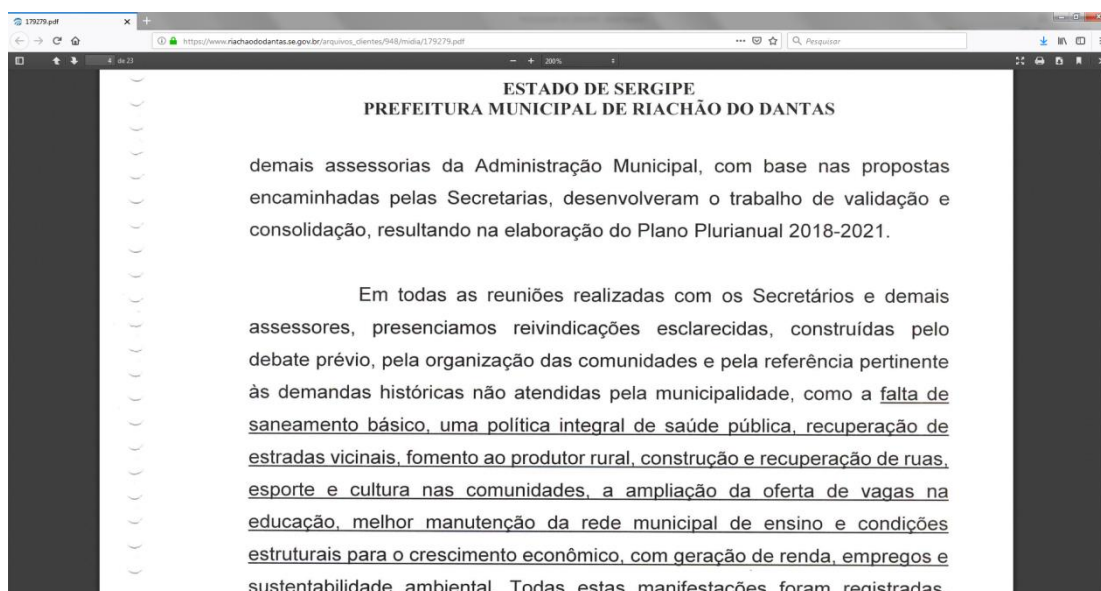 179279.pdf
https://www.riachaododantas.se.gov.br/arquivos_clientes/948/midia/179279.pdf
Pesquisar
4 de 23
200%
ESTADO DE SERGIPE
PREFEITURA MUNICIPAL DE RIACHÃO DO DANTAS
demais assessorias da Administração Municipal, com base nas propostas
encaminhadas pelas Secretarias, desenvolveram o trabalho de validação e
consolidação, resultando na elaboração do Plano Plurianual 2018-2021.
Em todas as reuniões realizadas com os Secretários e demais
assessores, presenciamos reivindicações esclarecidas, construídas pelo
debate prévio, pela organização das comunidades e pela referência pertinente
às demandas históricas não atendidas pela municipalidade, como a falta de
saneamento básico, uma política integral de saúde pública, recuperação de
estradas vicinais, fomento ao produtor rural, construção e recuperação de ruas,
esporte e cultura nas comunidades, a ampliação da oferta de vagas na
educação, melhor manutenção da rede municipal de ensino e condições
estruturais para o crescimento econômico, com geração de renda, empregos e
sustentabilidade ambiental. Todas estas manifestações foram registradas,